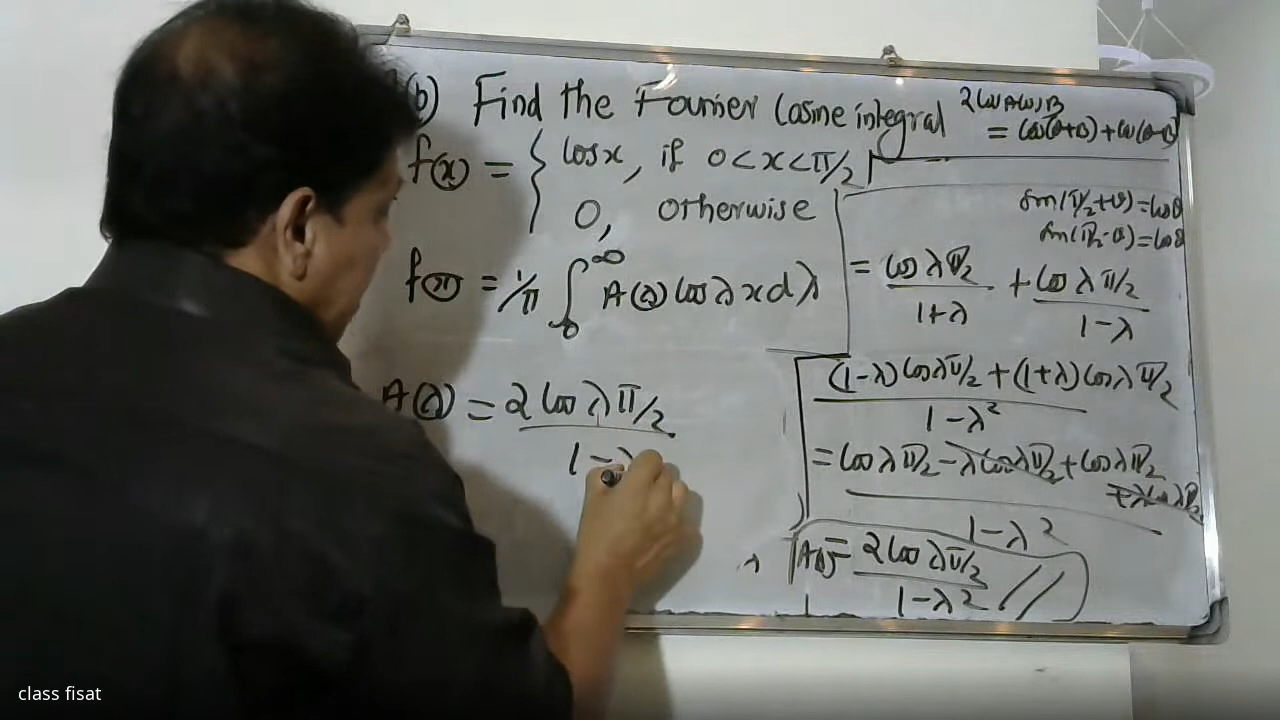 (b) Find the Fourier Cosine integral
2 cos A cos B
= cos(A+B) + cos(A-B)
f(x) = { cos x, if 0 < x < π/2
0, otherwise
sin(π/2+θ) = cos θ
sin(π/2-θ) = cos θ
f(x) = 1/π ∫₀^∞ A(λ) cos λx dλ
= cos λπ/2 / 1+λ + cos λπ/2 / 1-λ
(1-λ) cos λπ/2 + (1+λ) cos λπ/2
1-λ²
A(λ) = 2 cos λπ/2
1-λ
= cos λπ/2 - λ cos λπ/2 + cos λπ/2
+ λ cos λπ/2
1-λ²
A(λ) = 2 cos λπ/2
1-λ² //
class fisat